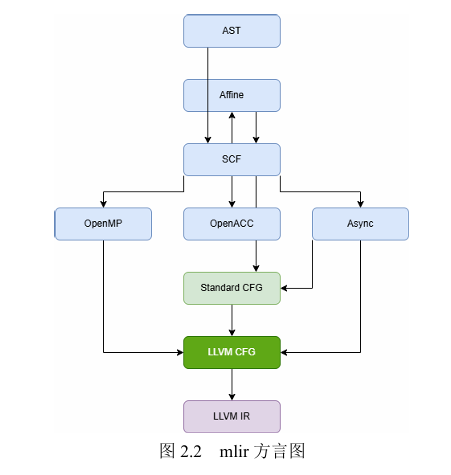 AST
Affine
SCF
OpenMP
OpenACC
Async
Standard CFG
LLVM CFG
LLVM IR
图 2.2 mlir 方言图